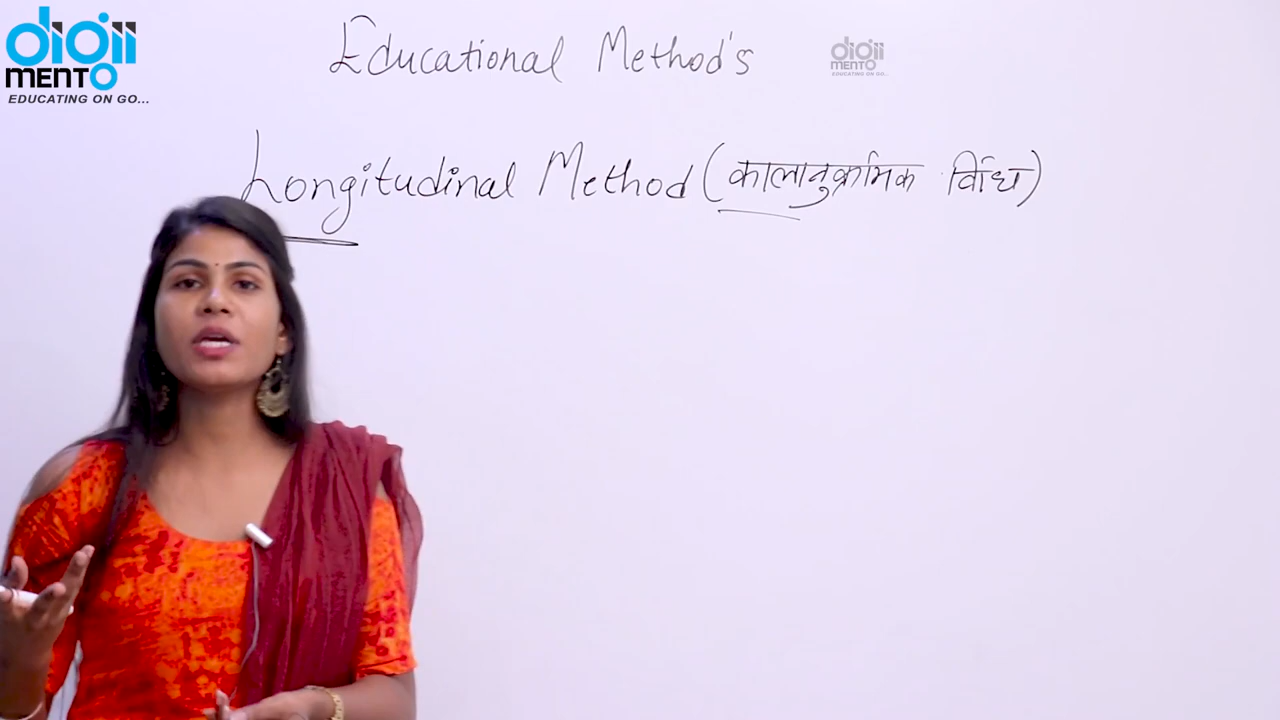 digii
MENTO
EDUCATING ON GO...
Educational Method's
digii
MENTO
EDUCATING ON GO...
Longitudinal Method (कालानुक्रमिक विधि)